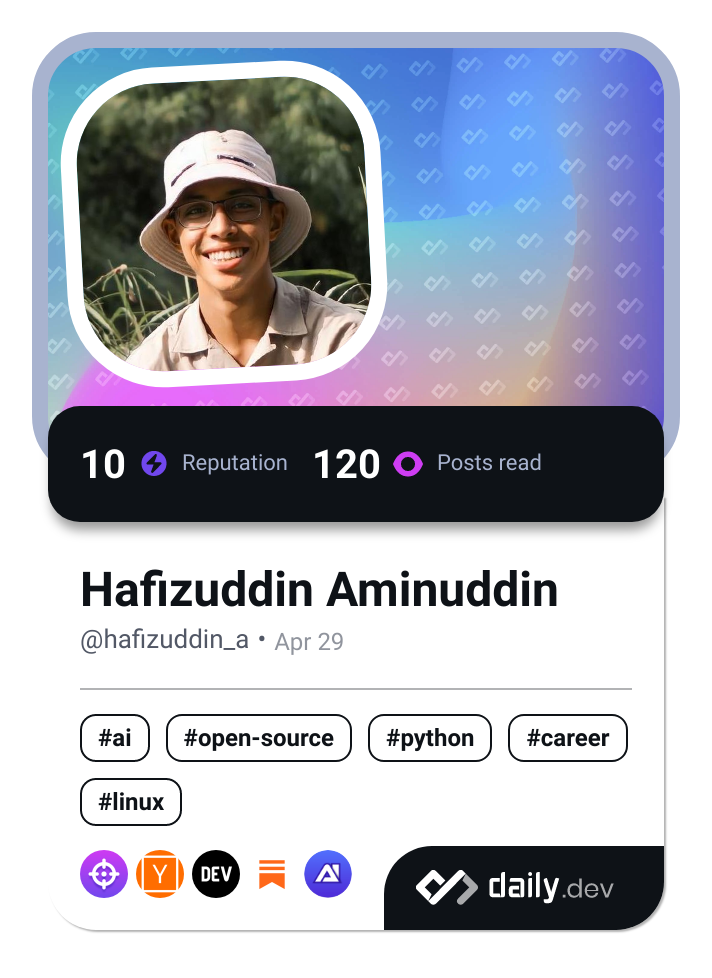 10 Reputation 120 Posts read
Hafizuddin Aminuddin
@hafizuddin_a • Apr 29
#ai #open-source #python #career
#linux
Y DEV daily.dev